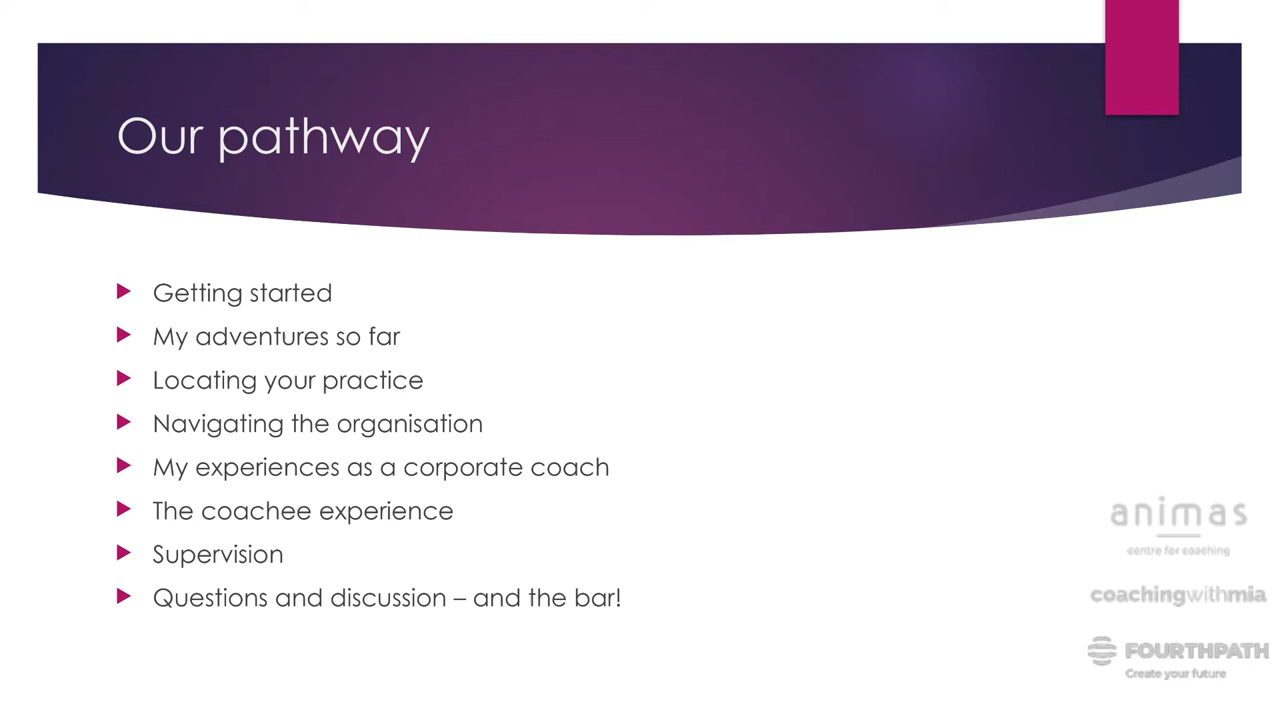 Our pathway
Getting started
My adventures so far
Locating your practice
Navigating the organisation
My experiences as a corporate coach
The coachee experience
Supervision
Questions and discussion – and the bar!
animas
centre for coaching
coachingwithmia
FOURTHPATH
Create your future